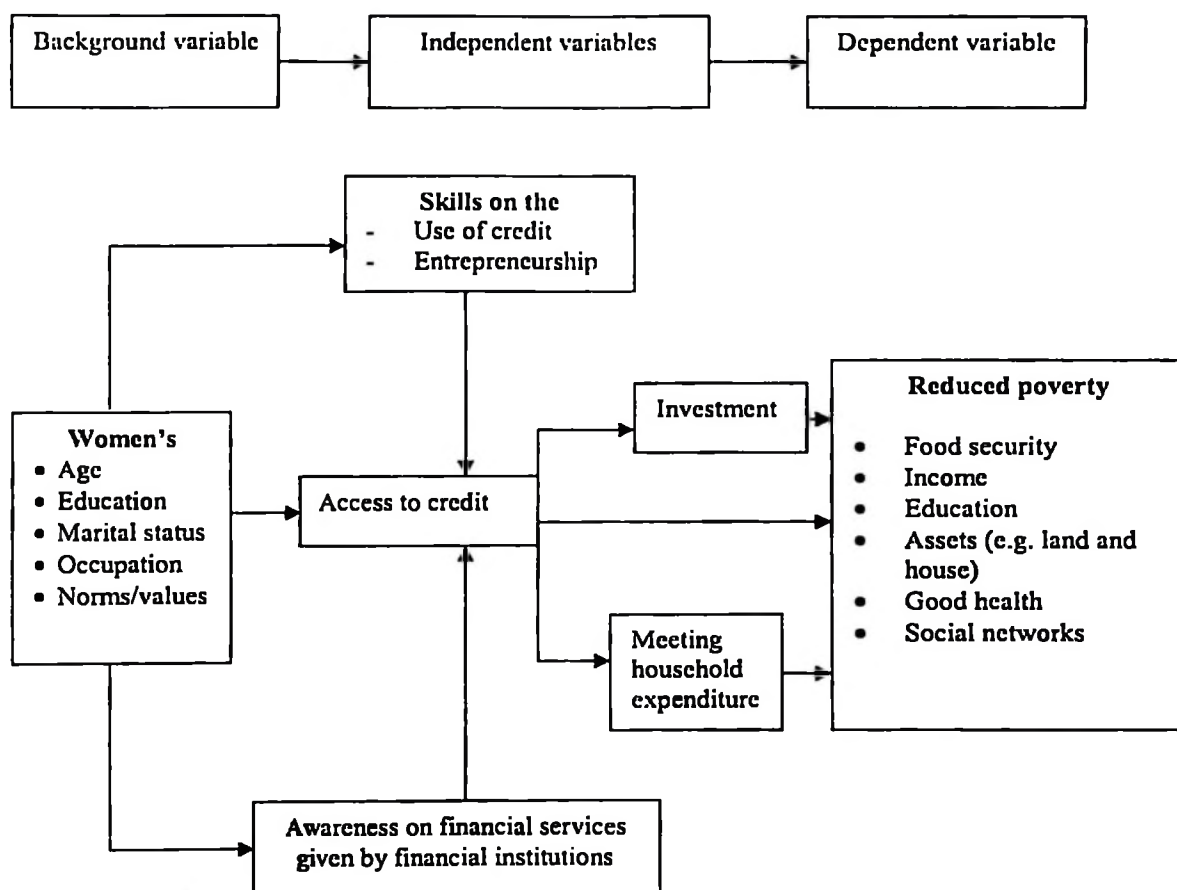 Background variable
Independent variables
Dependent variable
Skills on the
- Use of credit
- Entrepreneurship
Women's
• Age
• Education
• Marital status
• Occupation
• Norms/values
Access to credit
Investment
Meeting
household
expenditure
Reduced poverty
• Food security
• Income
• Education
• Assets (e.g. land and
house)
• Good health
• Social networks
Awareness on financial services
given by financial institutions